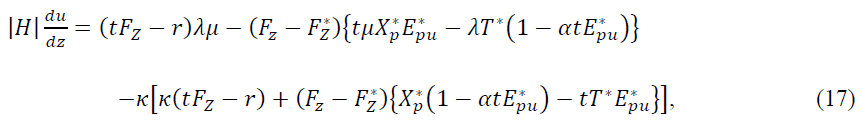 |H| du/dz = (tF_Z − r)λμ − (F_z − F_Z^*){tμX_p^*E_{pu}^* − λT^*(1 − αtE_{pu}^*)}
−κ[κ(tF_Z − r) + (F_z − F_Z^*){X_p^*(1 − αtE_{pu}^*) − tT^*E_{pu}^*}], (17)